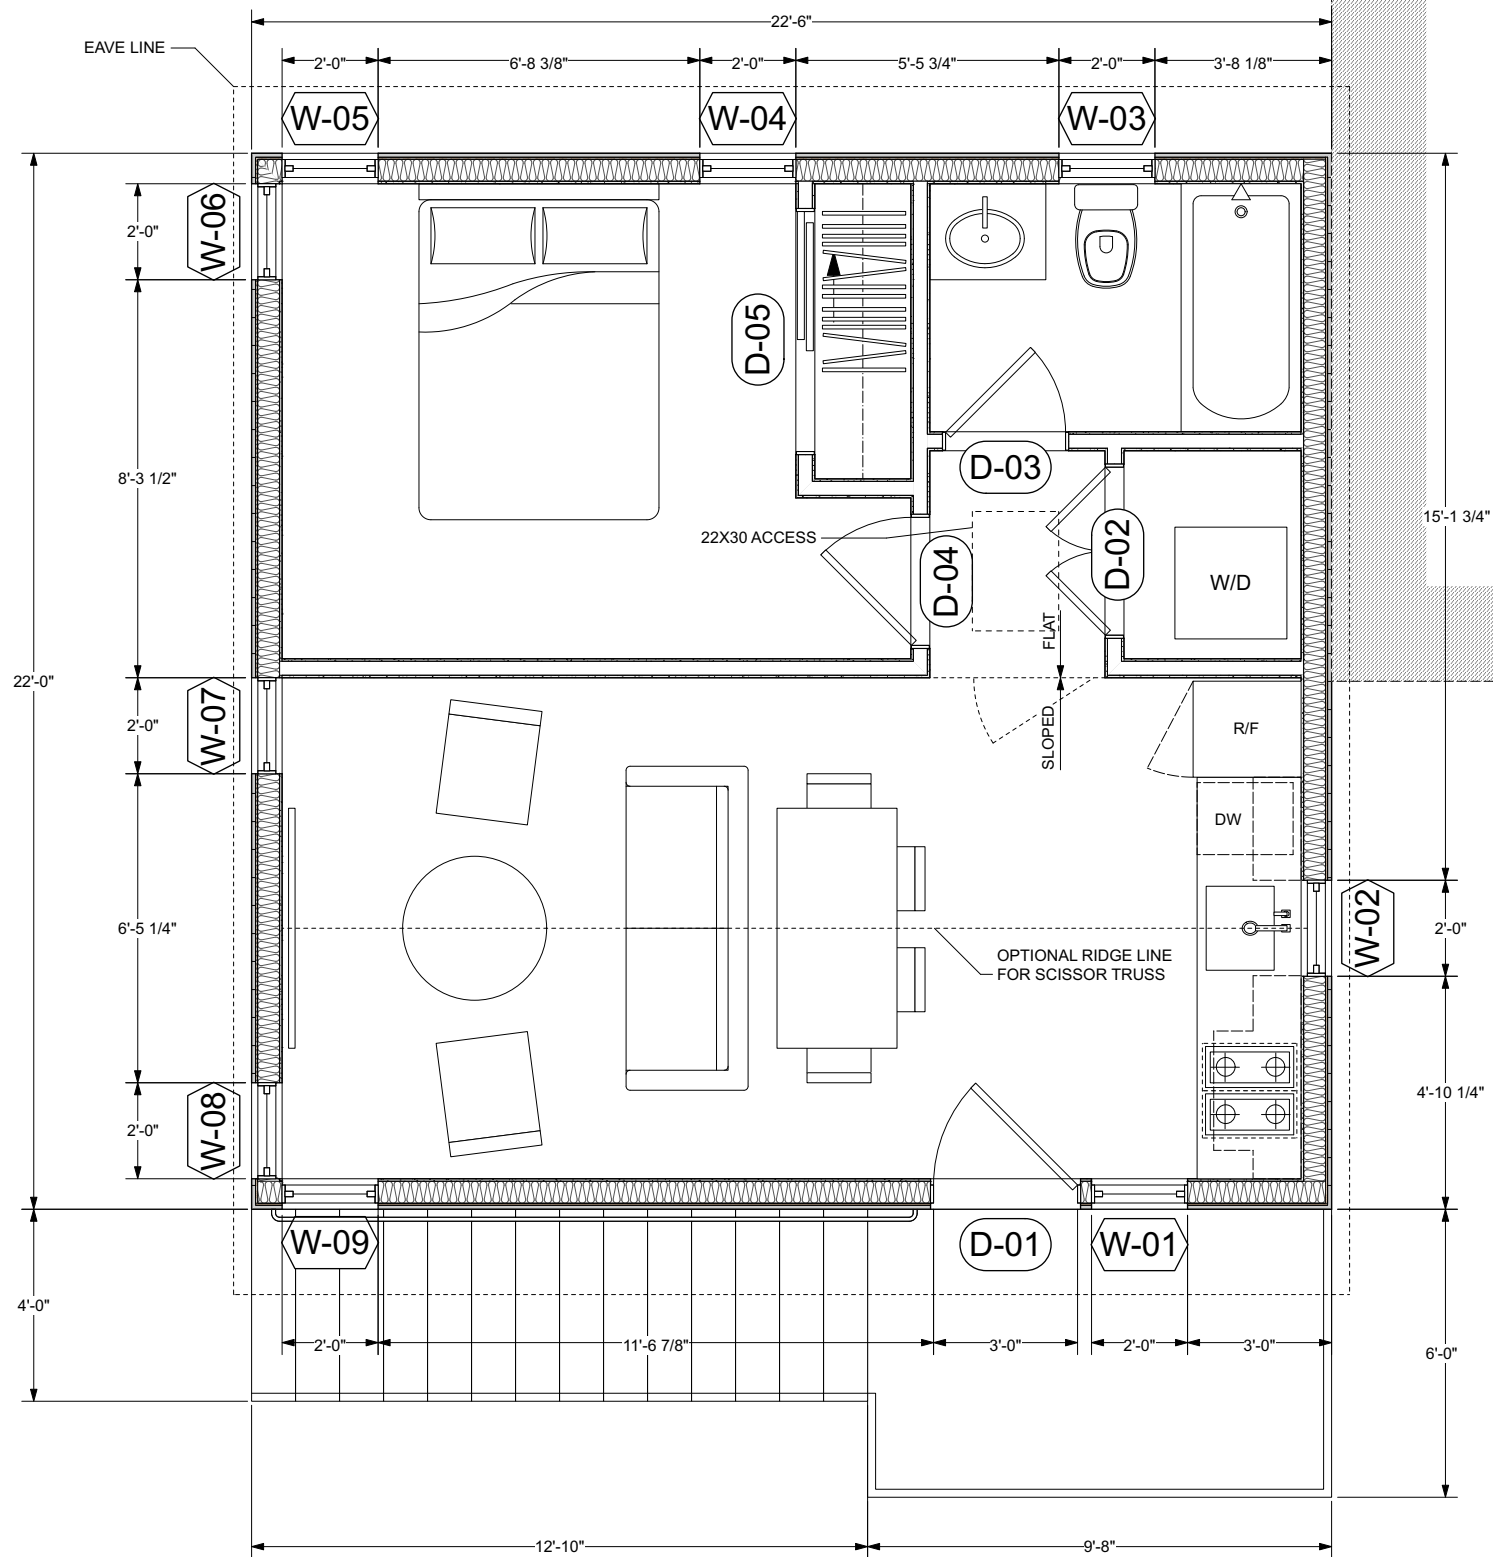 22'-6"
EAVE LINE
2'-0"
6'-8 3/8"
2'-0"
5'-5 3/4"
2'-0"
3'-8 1/8"
W-05
W-04
W-03
W-06
2'-0"
D-05
8'-3 1/2"
D-03
15'-1 3/4"
22X30 ACCESS
D-04
D-02
W/D
FLAT
22'-0"
W-07
2'-0"
SLOPED
R/F
DW
6'-5 1/4"
W-02
2'-0"
OPTIONAL RIDGE LINE
FOR SCISSOR TRUSS
4'-10 1/4"
W-08
2'-0"
W-09
D-01
W-01
4'-0"
2'-0"
11'-6 7/8"
3'-0"
2'-0"
3'-0"
6'-0"
12'-10"
9'-8"